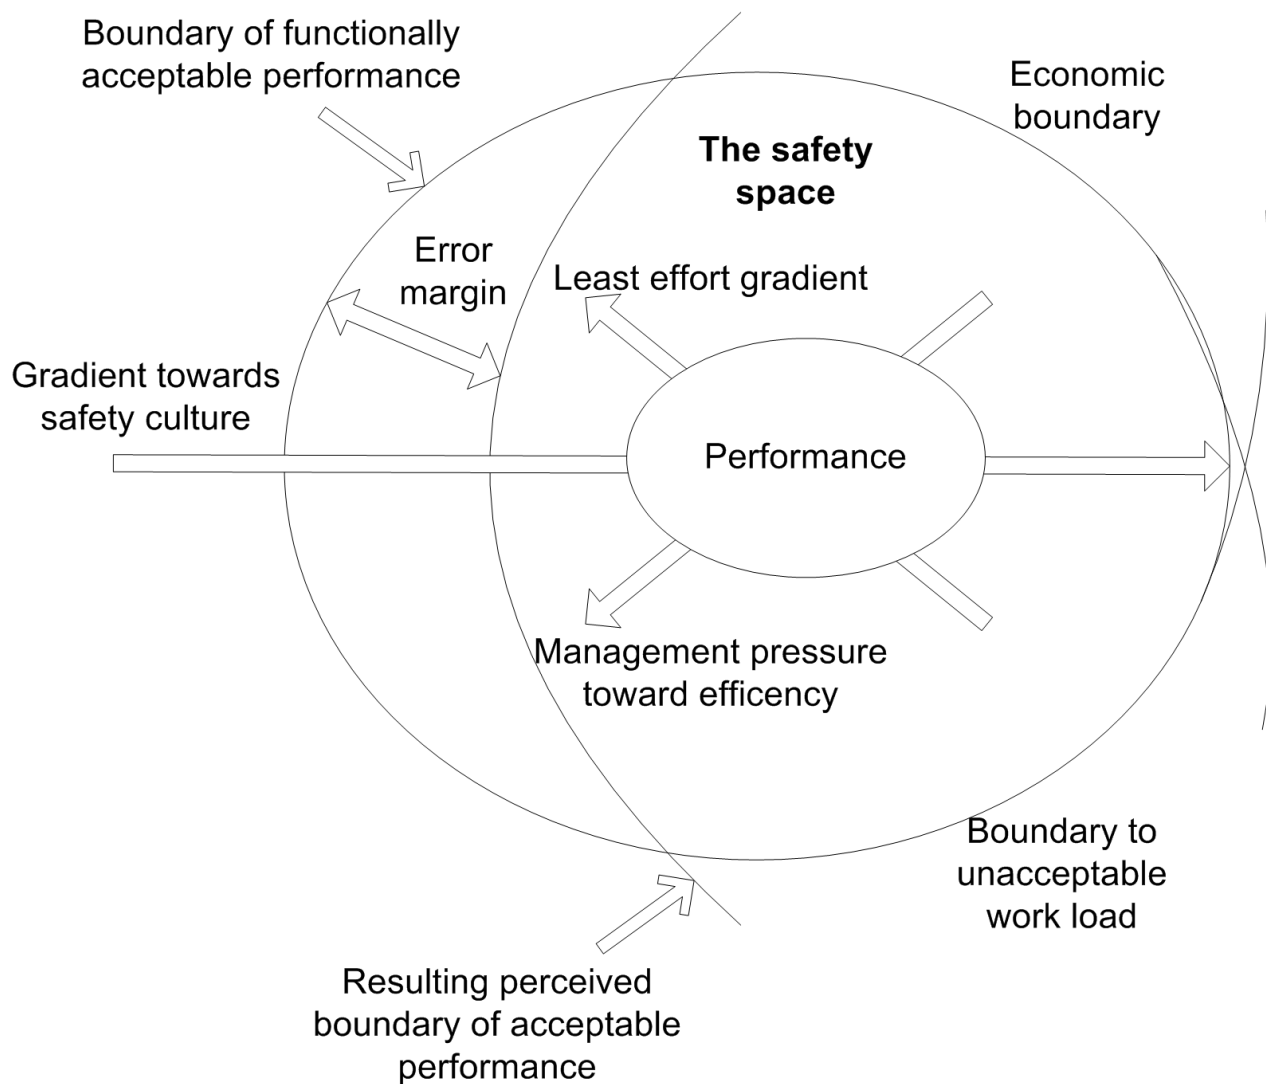 Boundary of functionally
acceptable performance
Economic
boundary
The safety
space
Error
margin
Least effort gradient
Gradient towards
safety culture
Performance
Management pressure
toward efficency
Boundary to
unacceptable
work load
Resulting perceived
boundary of acceptable
performance